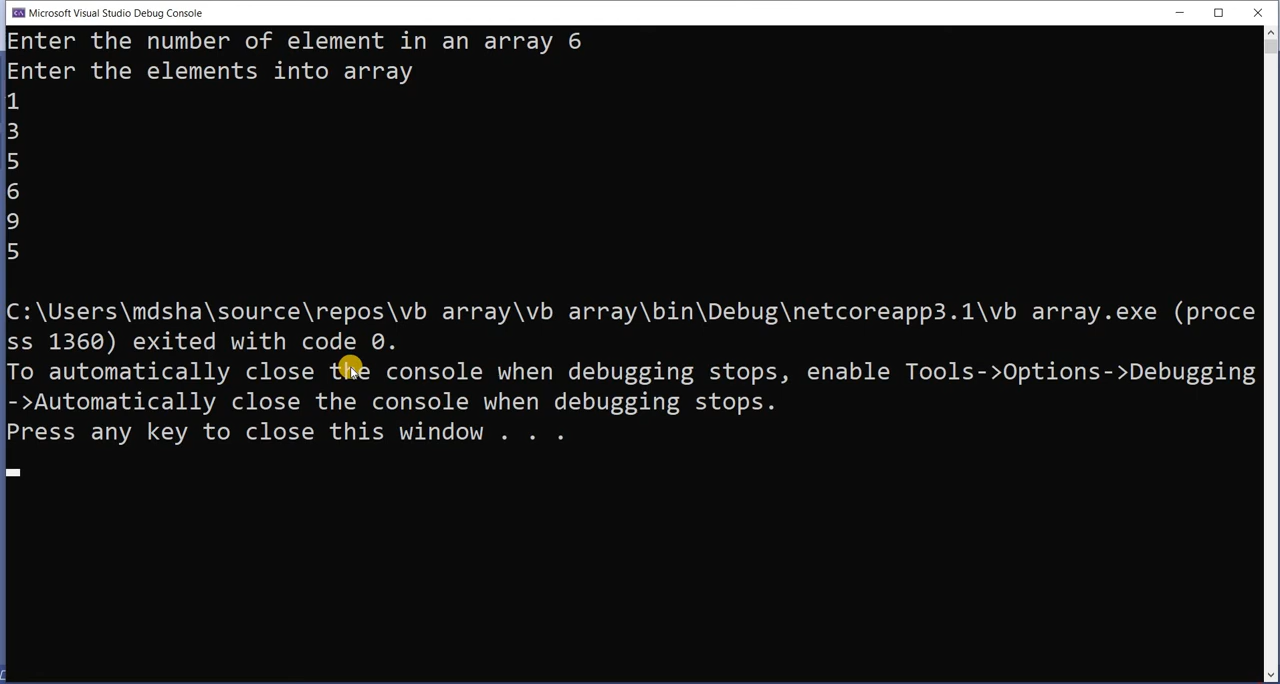 Microsoft Visual Studio Debug Console
Enter the number of element in an array 6
Enter the elements into array
1
3
5
6
9
5
C:\Users\mdsha\source\repos\vb array\vb array\bin\Debug\netcoreapp3.1\vb array.exe (proce
ss 1360) exited with code 0.
To automatically close the console when debugging stops, enable Tools->Options->Debugging
->Automatically close the console when debugging stops.
Press any key to close this window . . .